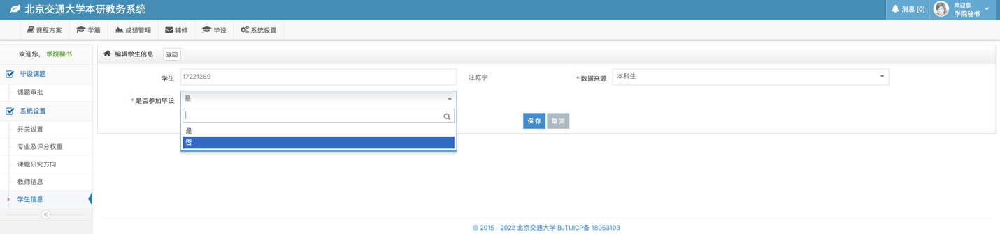 北京交通大学本研教务系统
消息 [0]
欢迎您
学院秘书
课程方案 学籍 成绩管理 辅修 毕设 系统设置
欢迎您， 学院秘书
毕设课题
课题审批
系统设置
开关设置
专业及评分权重
课题研究方向
教师信息
学生信息
编辑学生信息 返回
学生 17221289 汪乾宇 * 数据来源 本科生
* 是否参加毕设 是
是
否
保存 取消
© 2015 - 2022 北京交通大学 BJTUICP备 18053103